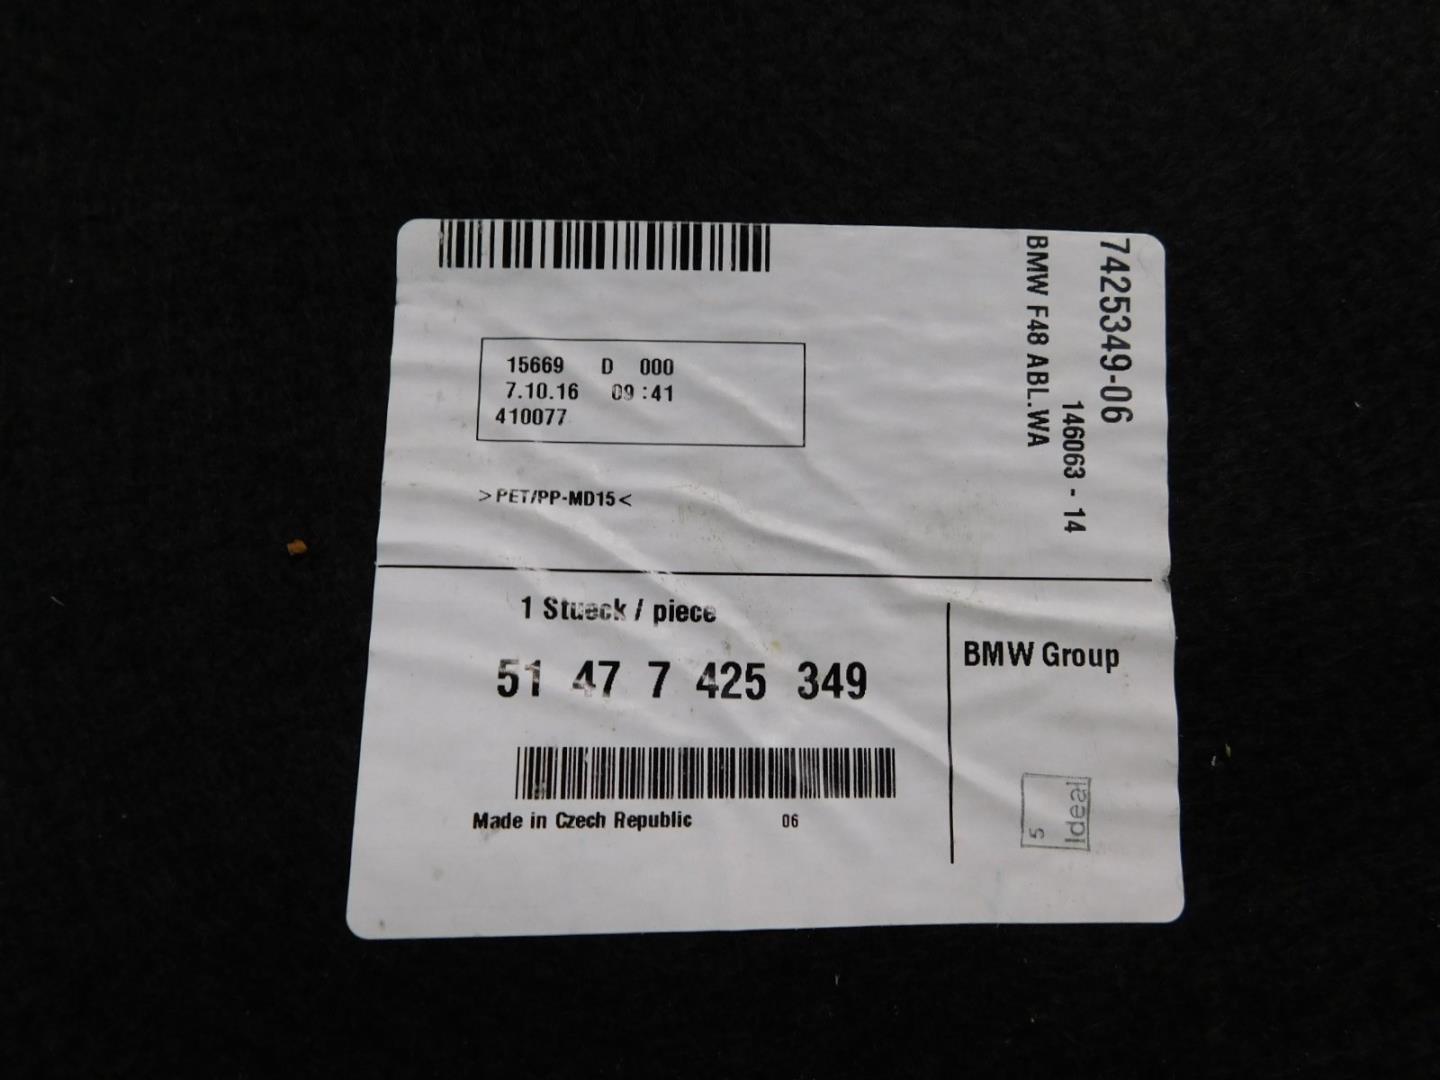 15669 D 000
7.10.16 09:41
410077
>PET/PP-MD15<
7425349-06
146063 - 14
BMW F48 ABL.WA
1 Stueck / piece
51 47 7 425 349
Made in Czech Republic 06
BMW Group
Ideal
5